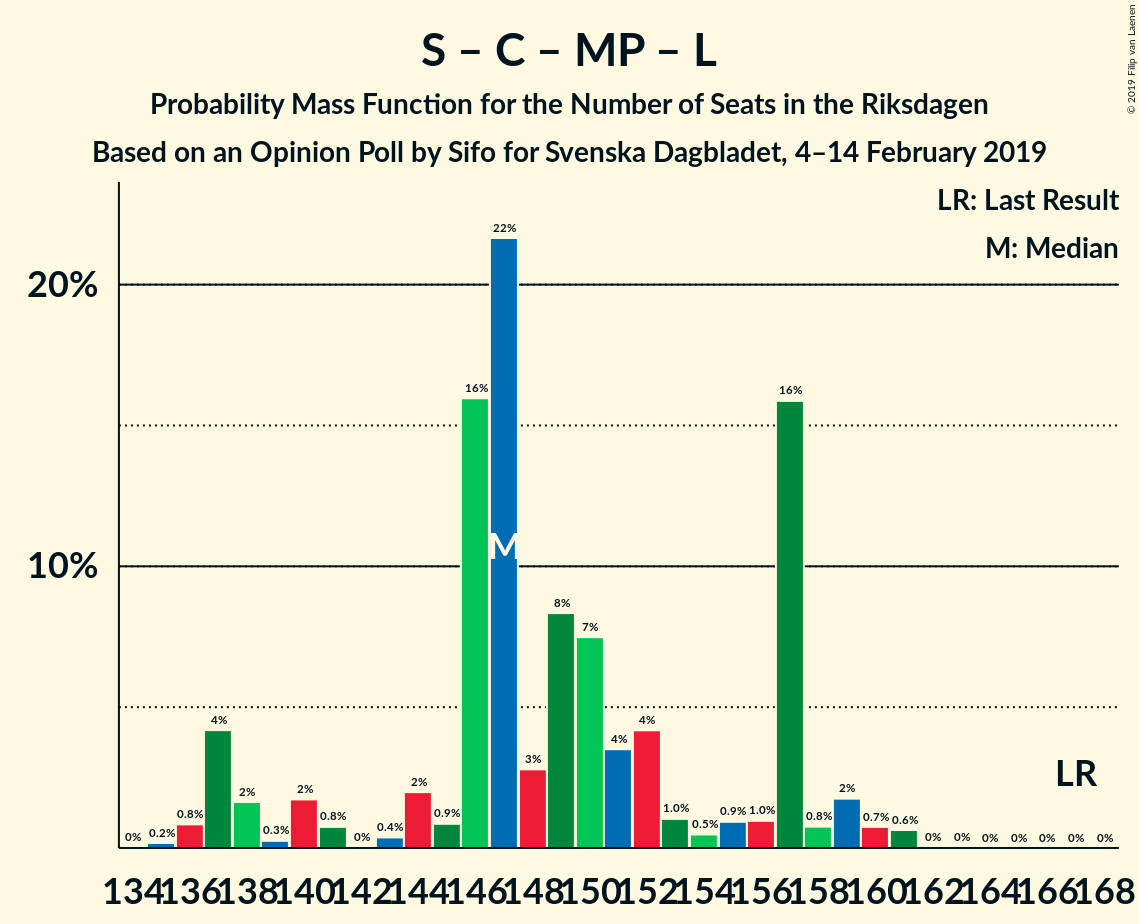 S – C – MP – L
Probability Mass Function for the Number of Seats in the Riksdagen
Based on an Opinion Poll by Sifo for Svenska Dagbladet, 4–14 February 2019
© 2019 Filip van Laenen
LR: Last Result
M: Median
20%
10%
0% 0.2% 0.8% 4% 2% 0.3% 2% 0.8% 0% 0.4% 2% 0.9% 16% 22% 3% 8% 7% 4% 4% 1.0% 0.5% 0.9% 1.0% 16% 0.8% 2% 0.7% 0.6% 0% 0% 0% 0% 0% 0% 0%
M
LR
134 136 138 140 142 144 146 148 150 152 154 156 158 160 162 164 166 168